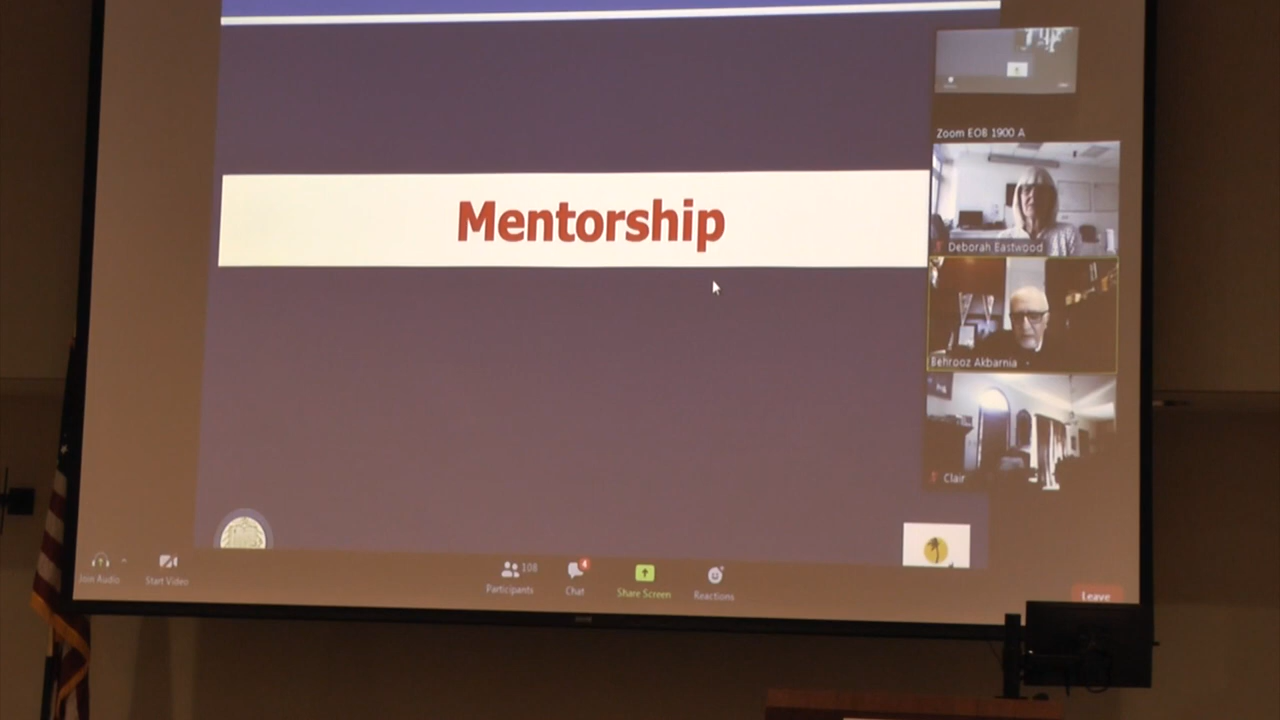 Zoom EOB 1900 A
Mentorship
Deborah Eastwood
Behrooz Akbarnia
Clair
Join Audio
Start Video
108
Participants
4
Chat
Share Screen
Reactions
Leave